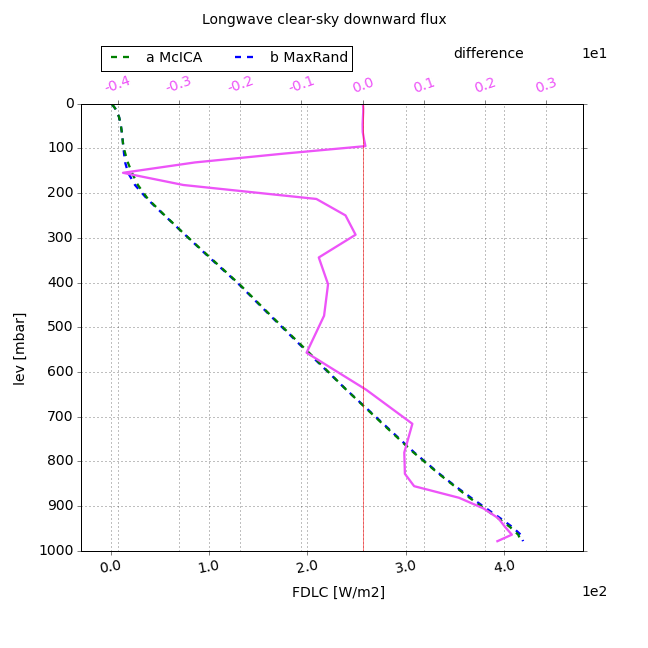 Longwave clear-sky downward flux
a McICA b MaxRand difference 1e1
-0.4 -0.3 -0.2 -0.1 0.0 0.1 0.2 0.3
0
100
200
300
400
500
600
700
800
900
1000
lev [mbar]
0.0 1.0 2.0 3.0 4.0
FDLC [W/m2] 1e2